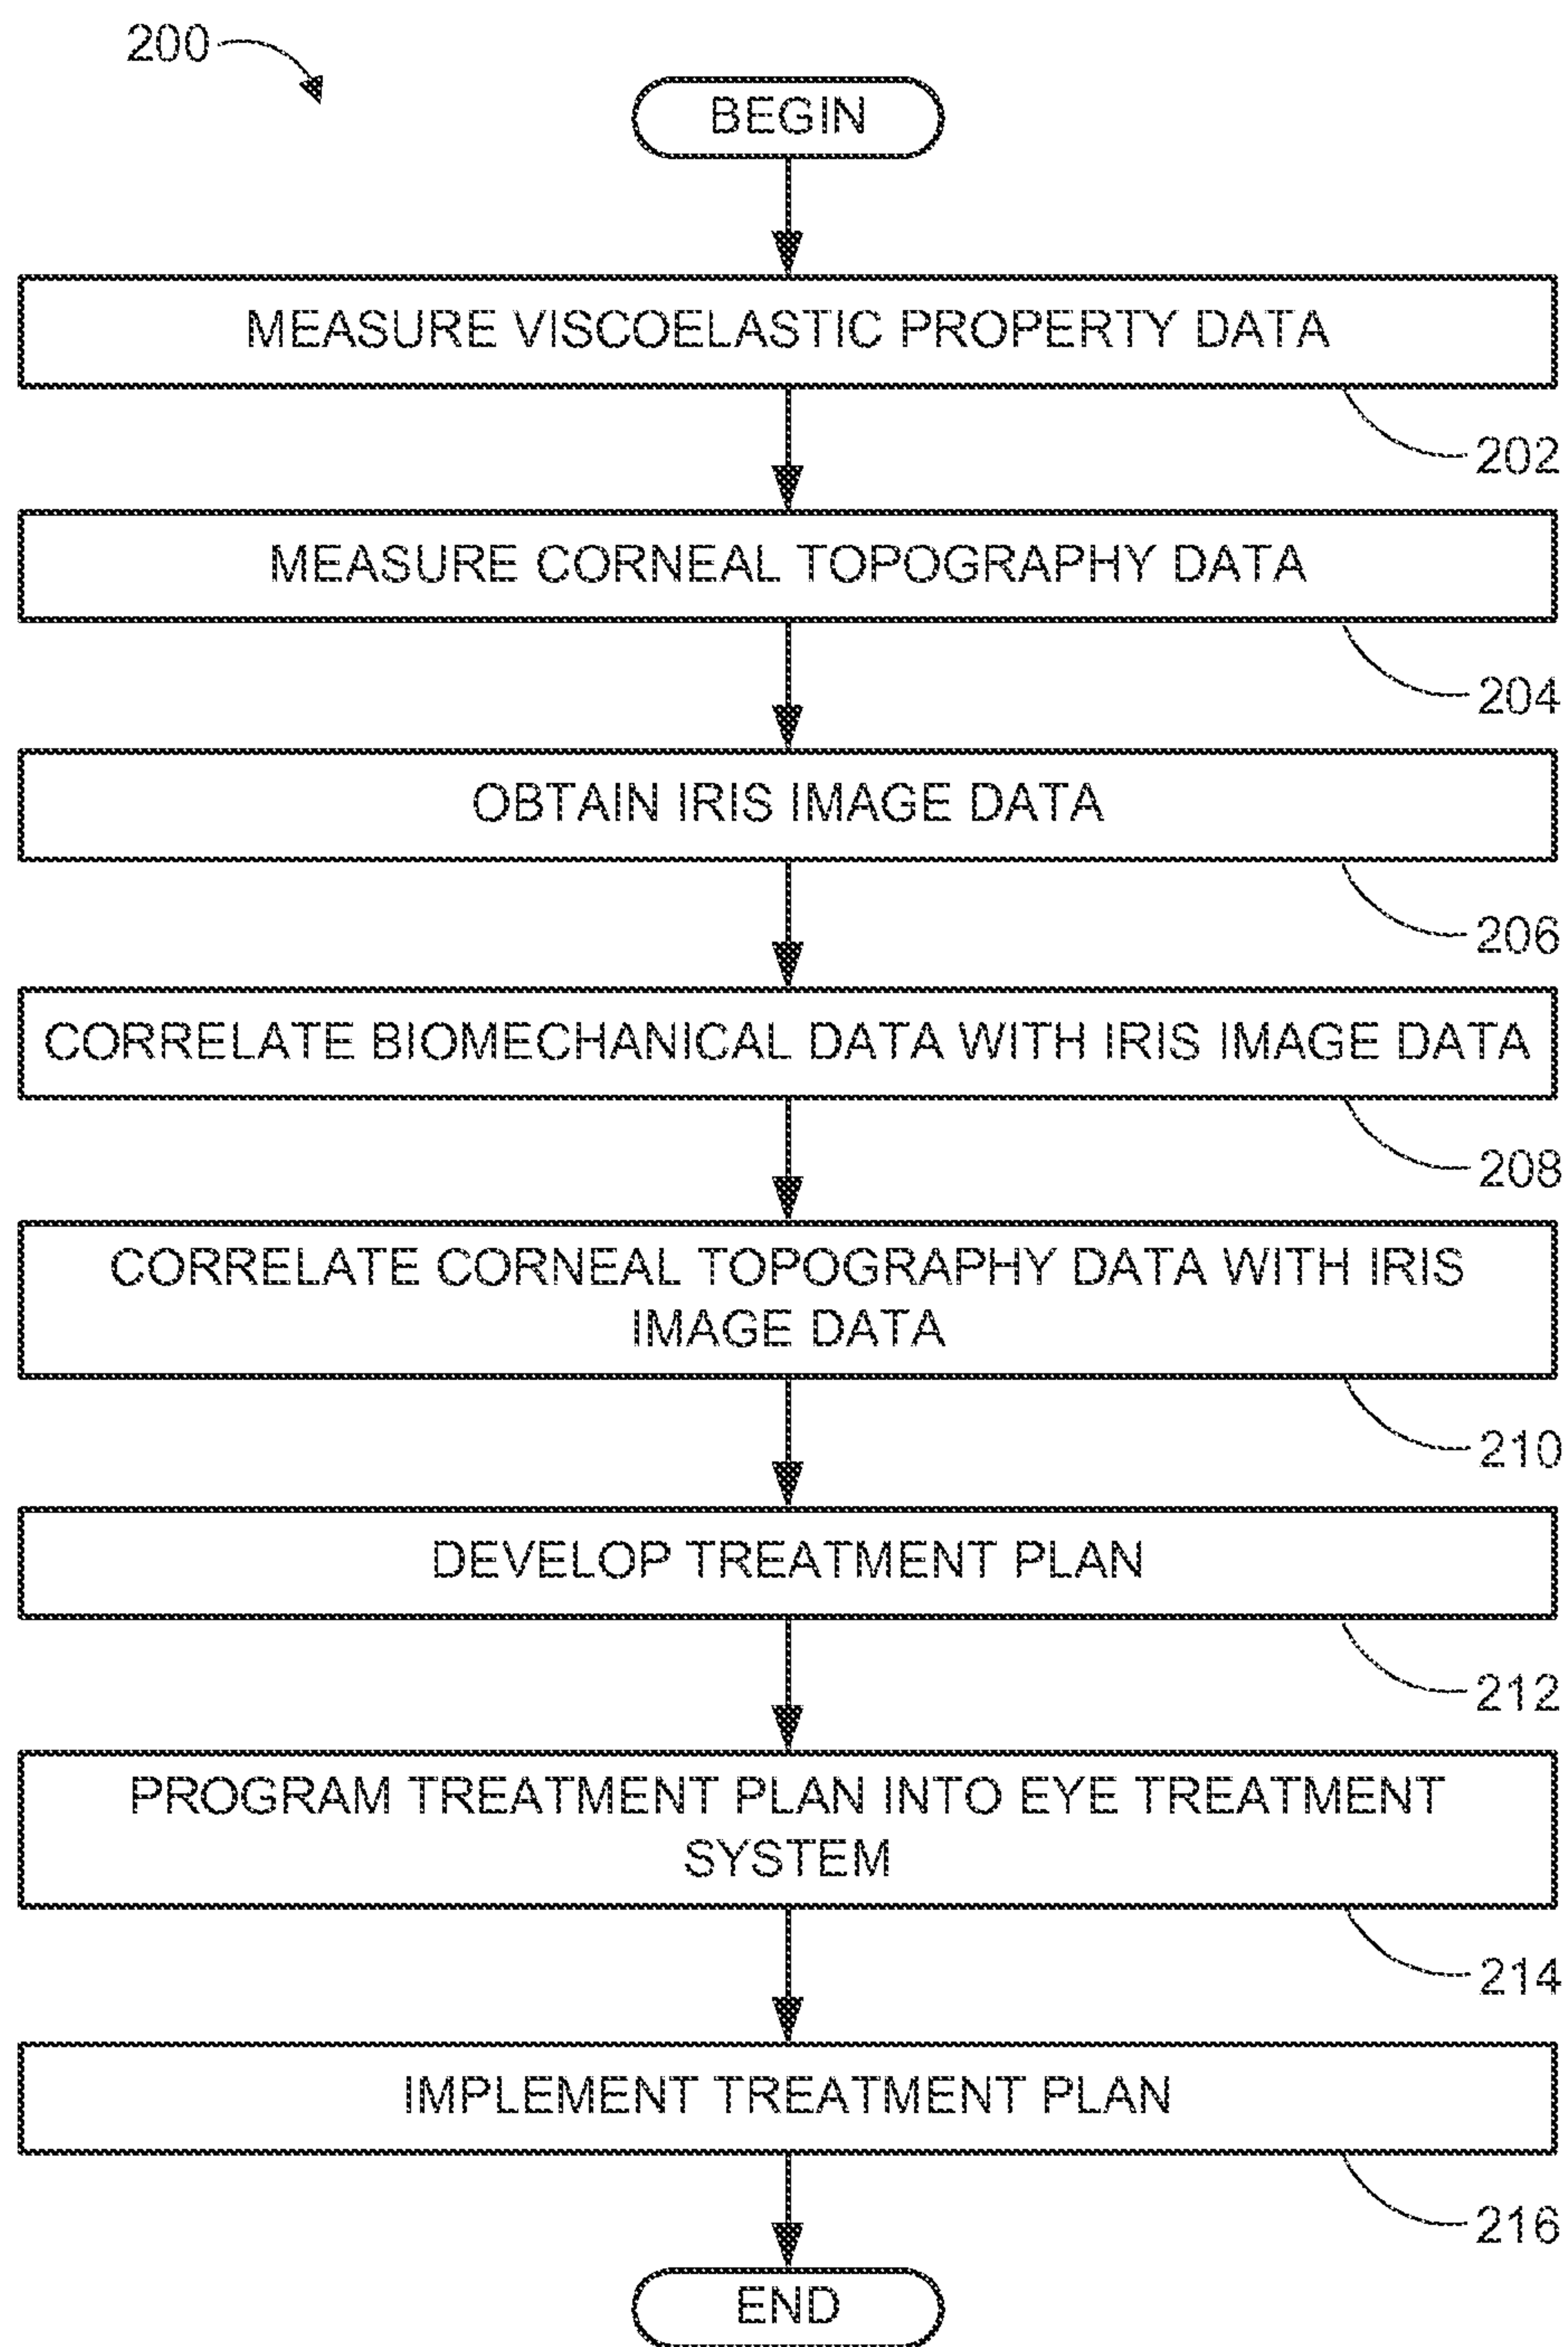 200
BEGIN
MEASURE VISCOELASTIC PROPERTY DATA
202
MEASURE CORNEAL TOPOGRAPHY DATA
204
OBTAIN IRIS IMAGE DATA
206
CORRELATE BIOMECHANICAL DATA WITH IRIS IMAGE DATA
208
CORRELATE CORNEAL TOPOGRAPHY DATA WITH IRIS
IMAGE DATA
210
DEVELOP TREATMENT PLAN
212
PROGRAM TREATMENT PLAN INTO EYE TREATMENT
SYSTEM
214
IMPLEMENT TREATMENT PLAN
216
END